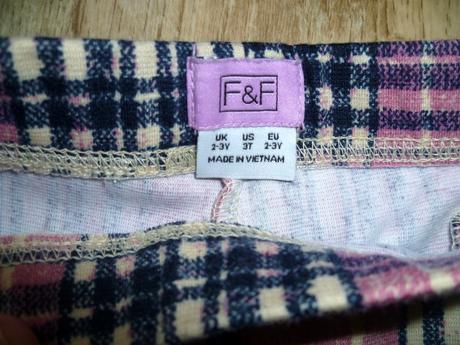 F&F
UK US EU
2-3Y 3T 2-3Y
MADE IN VIETNAM